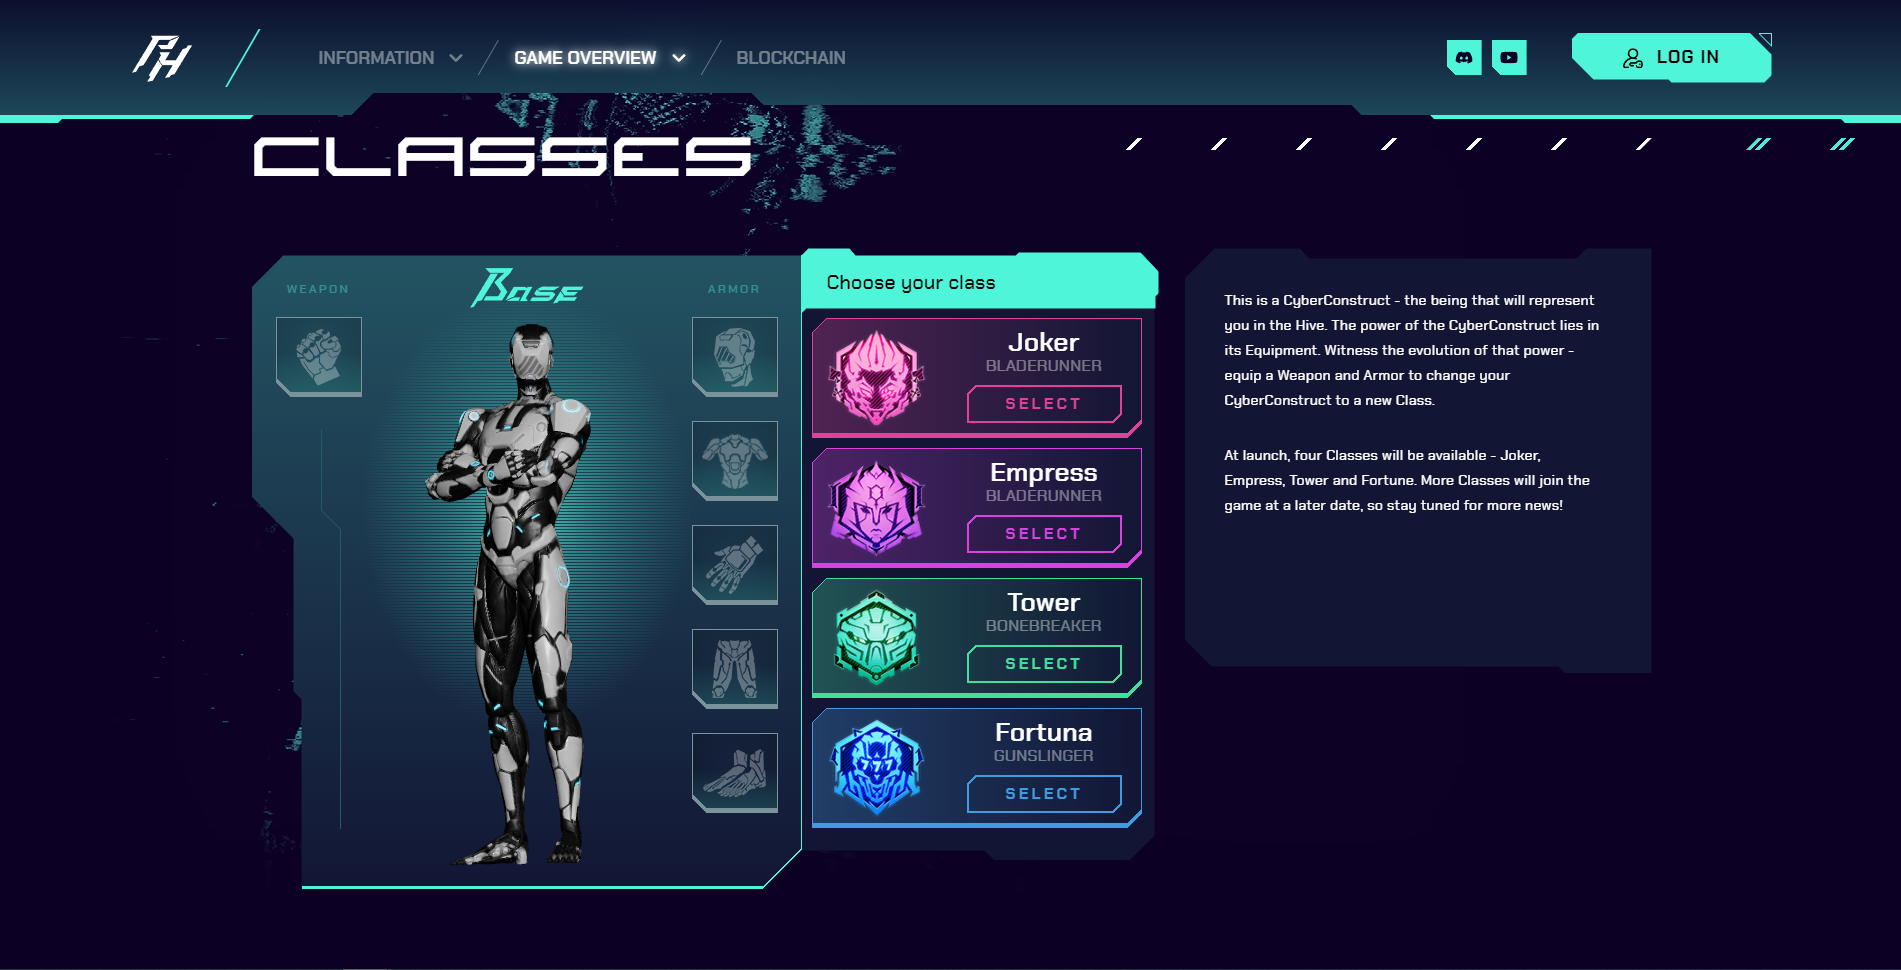 PH
INFORMATION
GAME OVERVIEW
BLOCKCHAIN
LOG IN
CLASSES
WEAPON
Base
ARMOR
Choose your class
Joker
BLADERUNNER
SELECT
Empress
BLADERUNNER
SELECT
Tower
BONEBREAKER
SELECT
Fortuna
GUNSLINGER
SELECT
777
This is a CyberConstruct - the being that will represent
you in the Hive. The power of the CyberConstruct lies in
its Equipment. Witness the evolution of that power -
equip a Weapon and Armor to change your
CyberConstruct to a new Class.
At launch, four Classes will be available - Joker,
Empress, Tower and Fortune. More Classes will join the
game at a later date, so stay tuned for more news!